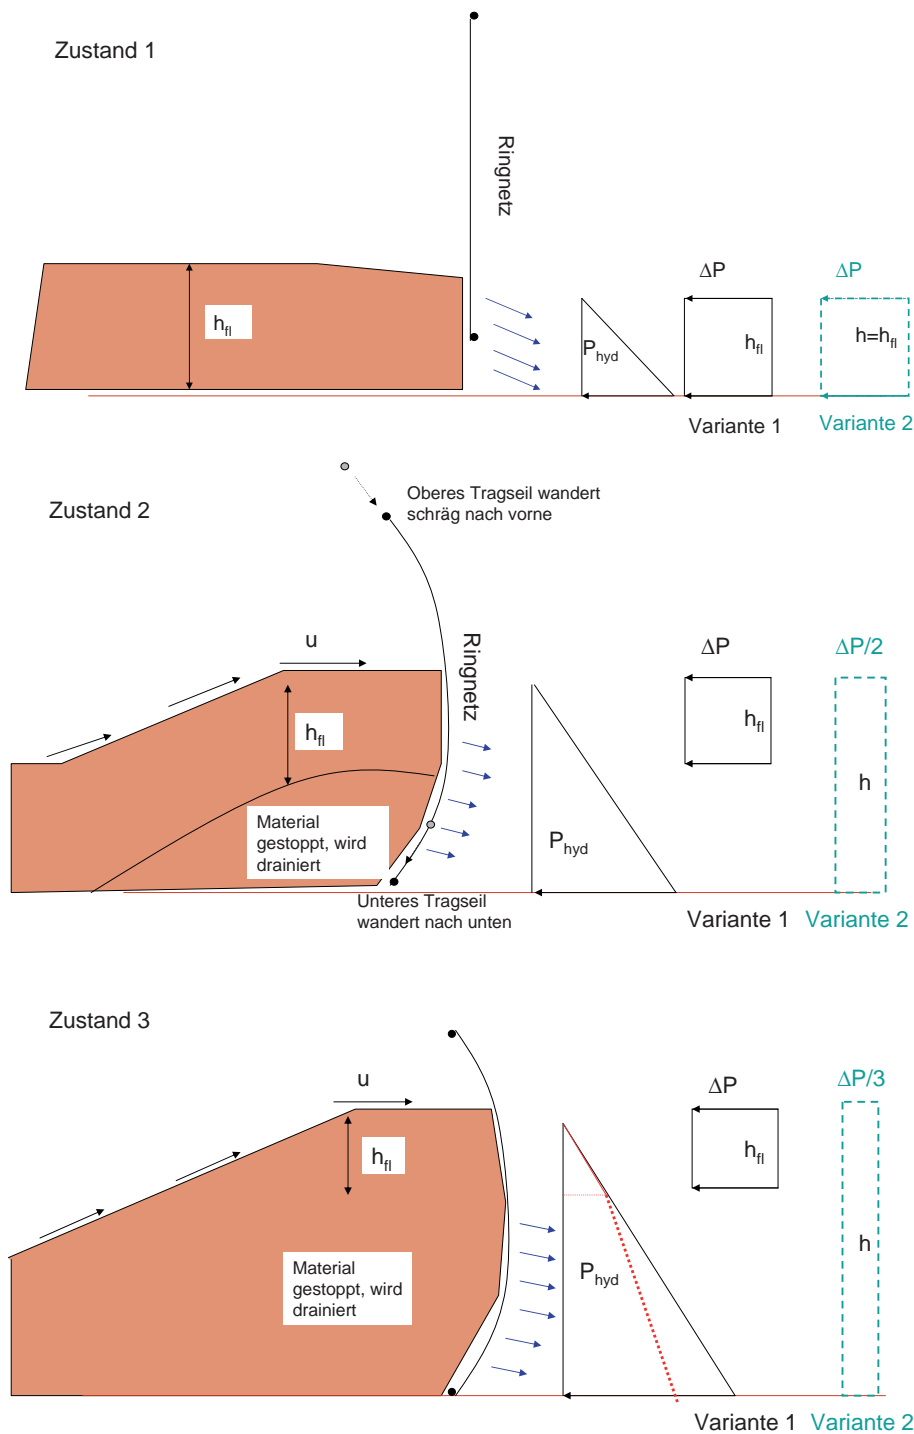 Zustand 1
Ringnetz
h_fl
P_hyd
ΔP
h_fl
Variante 1
ΔP
h=h_fl
Variante 2
Zustand 2
Oberes Tragseil wandert
schräg nach vorne
u
h_fl
Ringnetz
Material
gestoppt, wird
drainiert
Unteres Tragseil
wandert nach unten
P_hyd
ΔP
h_fl
Variante 1
ΔP/2
h
Variante 2
Zustand 3
u
h_fl
Material
gestoppt, wird
drainiert
P_hyd
ΔP
h_fl
Variante 1
ΔP/3
h
Variante 2